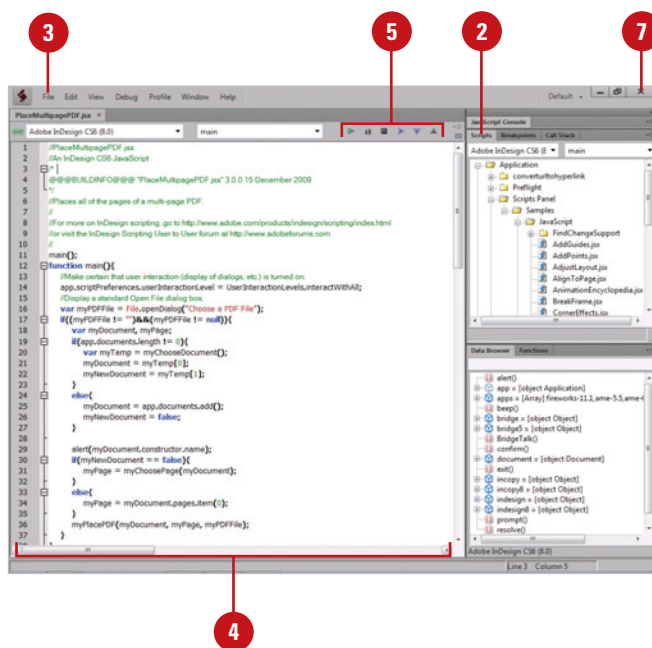 3
5
2
7
File Edit View Debug Profile Window Help
Default
PlaceMultipagePDF.jsx ×
Adobe InDesign CS6 (8.0) main
1 //PlaceMultipagePDF.jsx
2 //An InDesign CS6 JavaScript
3 /*
4 @@@BUILDINFO@@@ "PlaceMultipagePDF.jsx" 3.0.0 15 December 2009
5 */
6 //Places all of the pages of a multi-page PDF.
7 //
8 //For more on InDesign scripting, go to http://www.adobe.com/products/indesign/scripting/index.html
9 //or visit the InDesign Scripting User to User forum at http://www.adobeforums.com
10 //
11 main();
12 function main(){
13 //Make certain that user interaction (display of dialogs, etc.) is turned on.
14 app.scriptPreferences.userInteractionLevel = UserInteractionLevels.interactWithAll;
15 //Display a standard Open File dialog box.
16 var myPDFFile = File.openDialog("Choose a PDF File");
17 if((myPDFFile != "")&&(myPDFFile != null)){
18 var myDocument, myPage;
19 if(app.documents.length != 0){
20 var myTemp = myChooseDocument();
21 myDocument = myTemp[0];
22 myNewDocument = myTemp[1];
23 }
24 else{
25 myDocument = app.documents.add();
26 myNewDocument = false;
27 }
28
29 alert(myDocument.constructor.name);
30 if(myNewDocument == false){
31 myPage = myChoosePage(myDocument);
32 }
33 else{
34 myPage = myDocument.pages.item(0);
35 }
36 myPlacePDF(myDocument, myPage, myPDFFile);
37 }
JavaScript Console
Scripts Breakpoints Call Stack
Adobe InDesign CS6 (8 main
Application
converturltohyperlink
Preflight
Scripts Panel
Samples
JavaScript
FindChangeSupport
AddGuides.jsx
AddPoints.jsx
AdjustLayout.jsx
AlignToPage.jsx
AnimationEncyclopedia.jsx
BreakFrame.jsx
CornerEffects.jsx
Data Browser Functions
alert()
app = [object Application]
apps = [Array] fireworks-11.1,ame-5.5,ame-
beep()
bridge = [object Object]
bridge5 = [object Object]
BridgeTalk()
confirm()
document = [object Document]
exit()
incopy = [object Object]
incopy8 = [object Object]
indesign = [object Object]
indesign8 = [object Object]
prompt()
resolve()
Adobe InDesign CS6 (8.0)
Line 3 Column 5
4